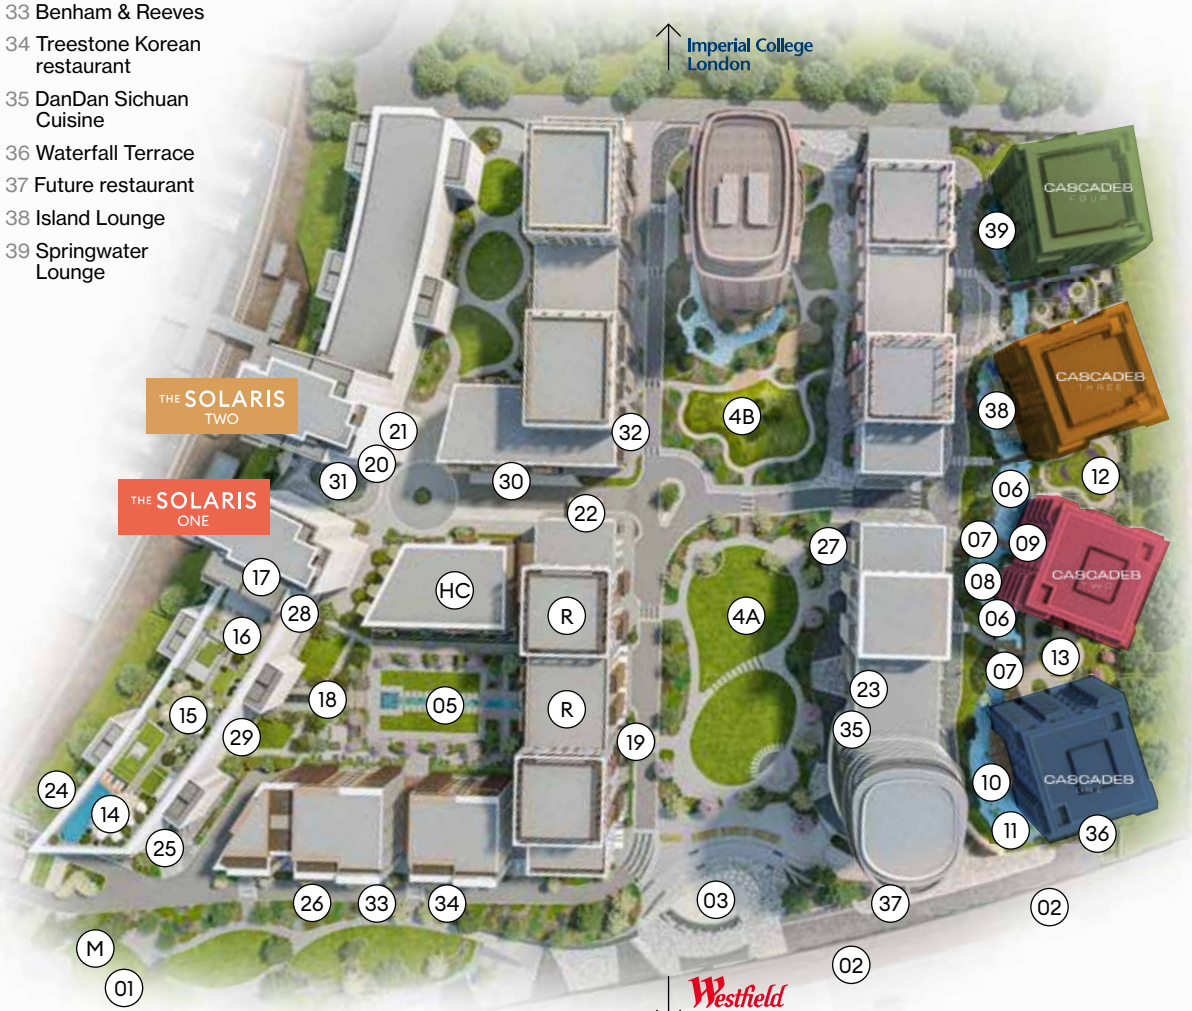 33 Benham & Reeves
34 Treestone Korean
restaurant
35 DanDan Sichuan
Cuisine
36 Waterfall Terrace
37 Future restaurant
38 Island Lounge
39 Springwater
Lounge
Imperial College
London
CASCADES
FOUR
39
CASCADES
THREE
THE SOLARIS
TWO
38
4B
21
32
20
12
31
30
06
THE SOLARIS
ONE
22
07
09
27
CASCADES
TWO
17
08
HC
28
R
4A
06
16
13
07
23
18
05
15
R
35
29
19
CASCADES
ONE
10
24
14
11
36
25
26
33
34
03
37
02
M
02
01
Westfield